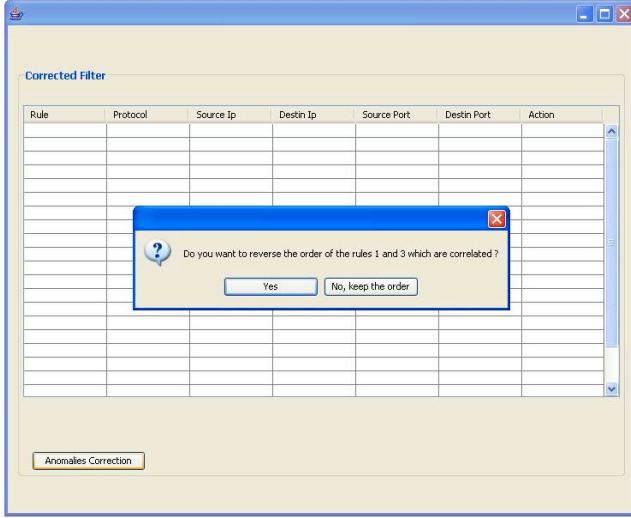 Corrected Filter
Rule Protocol Source Ip Destin Ip Source Port Destin Port Action
Do you want to reverse the order of the rules 1 and 3 which are correlated ?
Yes No, keep the order
Anomalies Correction